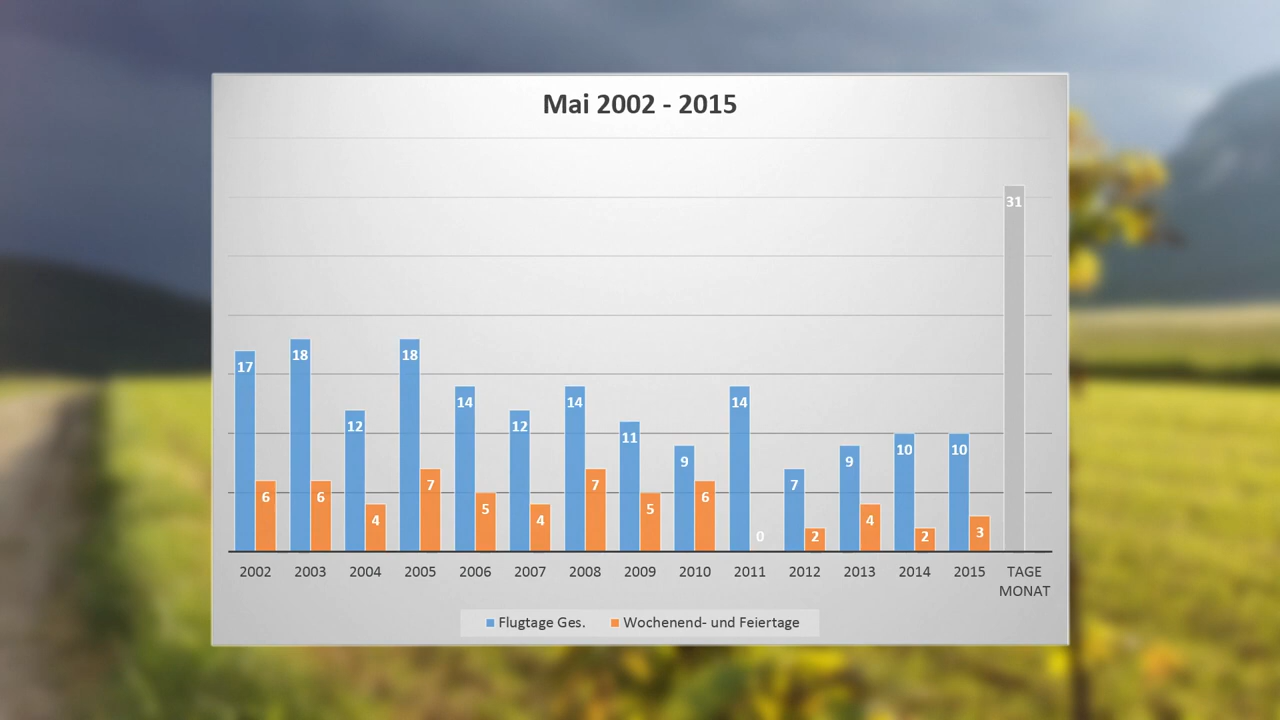 Mai 2002 - 2015
31
17 18 12 18 14 12 14 11 9 14 7 9 10 10
6 6 4 7 5 4 7 5 6 0 2 4 2 3
2002 2003 2004 2005 2006 2007 2008 2009 2010 2011 2012 2013 2014 2015 TAGE
MONAT
Flugtage Ges. Wochenend- und Feiertage